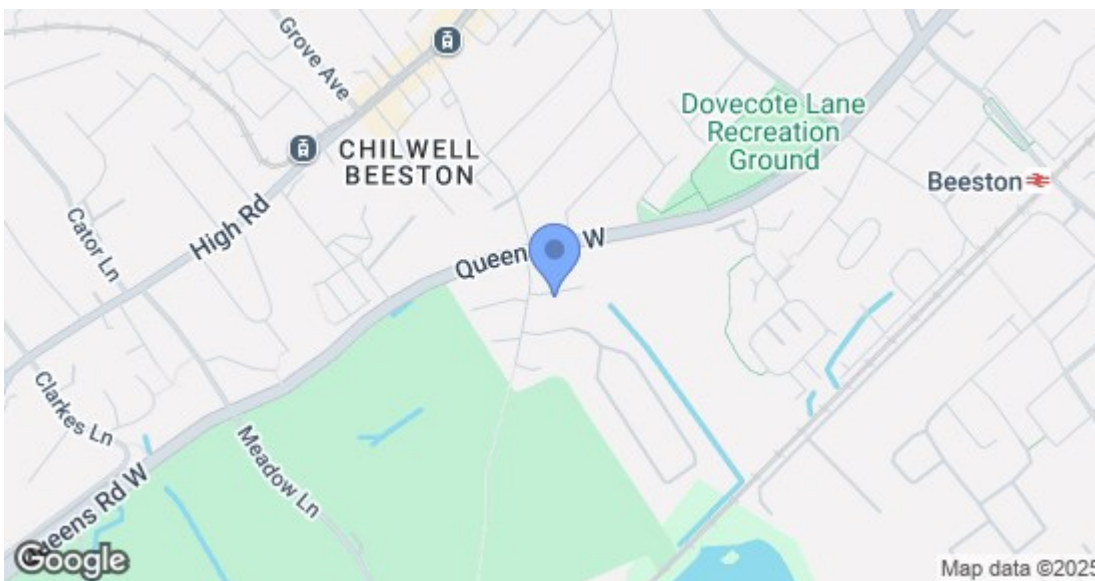 Grove Ave
Dovecote Lane
Recreation
Ground
CHILWELL
BEESTON
Beeston
High Rd
Cator Ln
Queen
W
Clarkes Ln
Meadow Ln
Queens Rd W
Google
Map data ©2025